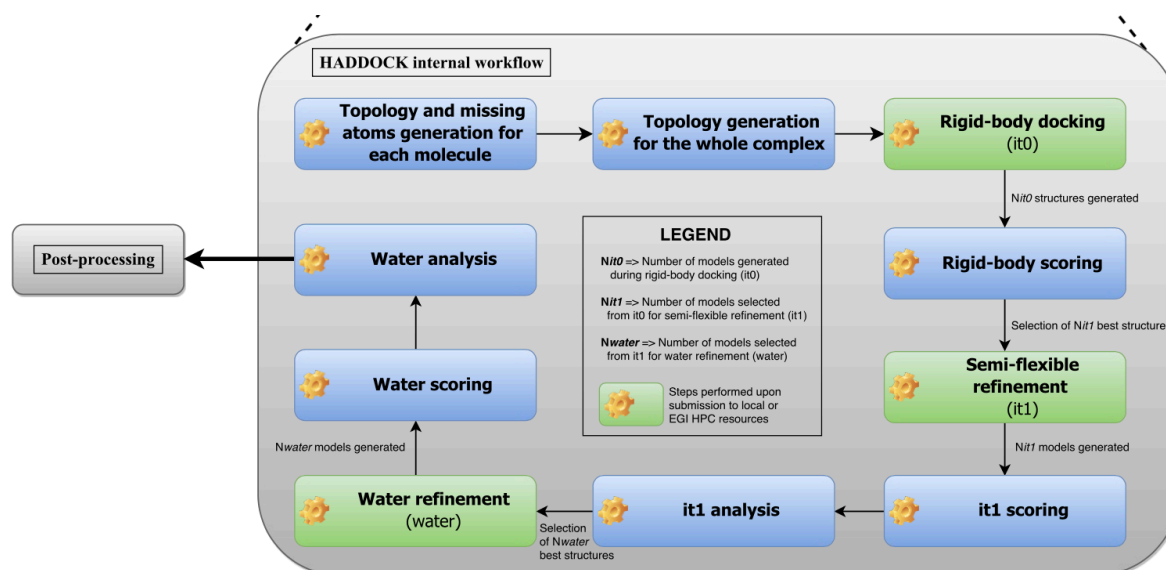 HADDOCK internal workflow
Topology and missing
atoms generation for
each molecule
Topology generation
for the whole complex
Rigid-body docking
(it0)
Nit0 structures generated
Rigid-body scoring
Selection of Nit1 best structure
Semi-flexible
refinement
(it1)
Nit1 models generated
it1 scoring
it1 analysis
Selection
of Nwater
best structures
Water refinement
(water)
Nwater models generated
Water scoring
Water analysis
Post-processing
LEGEND
Nit0 => Number of models generated
during rigid-body docking (it0)
Nit1 => Number of models selected
from it0 for semi-flexible refinement (it1)
Nwater => Number of models selected
from it1 for water refinement (water)
Steps performed upon
submission to local or
EGI HPC resources